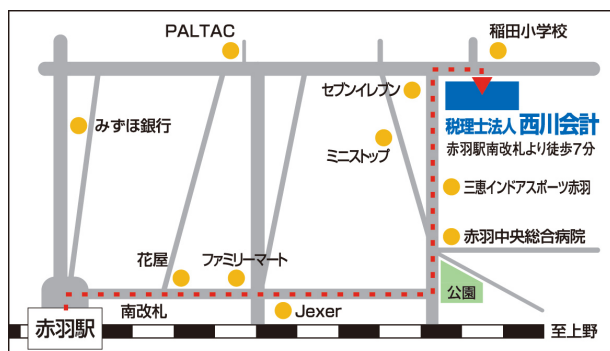 PALTAC
稲田小学校
セブンイレブン
みずほ銀行
税理士法人 西川会計
赤羽駅南改札より徒歩7分
ミニストップ
三恵インドアスポーツ赤羽
赤羽中央総合病院
花屋
ファミリーマート
公園
南改札
Jexer
赤羽駅
至上野